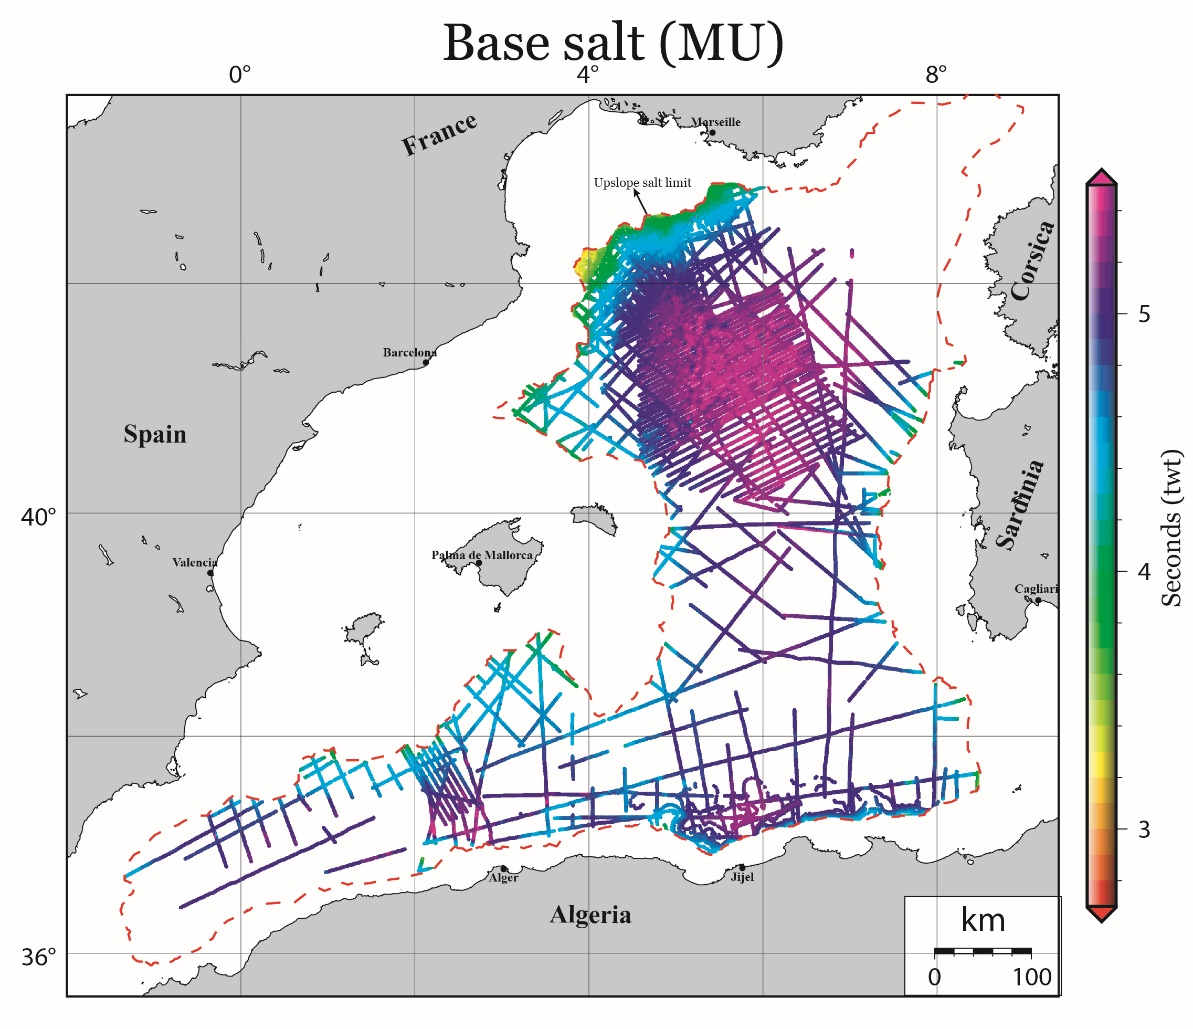 Base salt (MU)
0° 4° 8°
Marseille
France
Upslope salt limit
Corsica
5
Barcelona
Spain
Sardinia
Seconds (twt)
40°
Palma de Mallorca
Valencia
4
Cagliari
3
Alger
Jijel
Algeria
km
36°
0 100